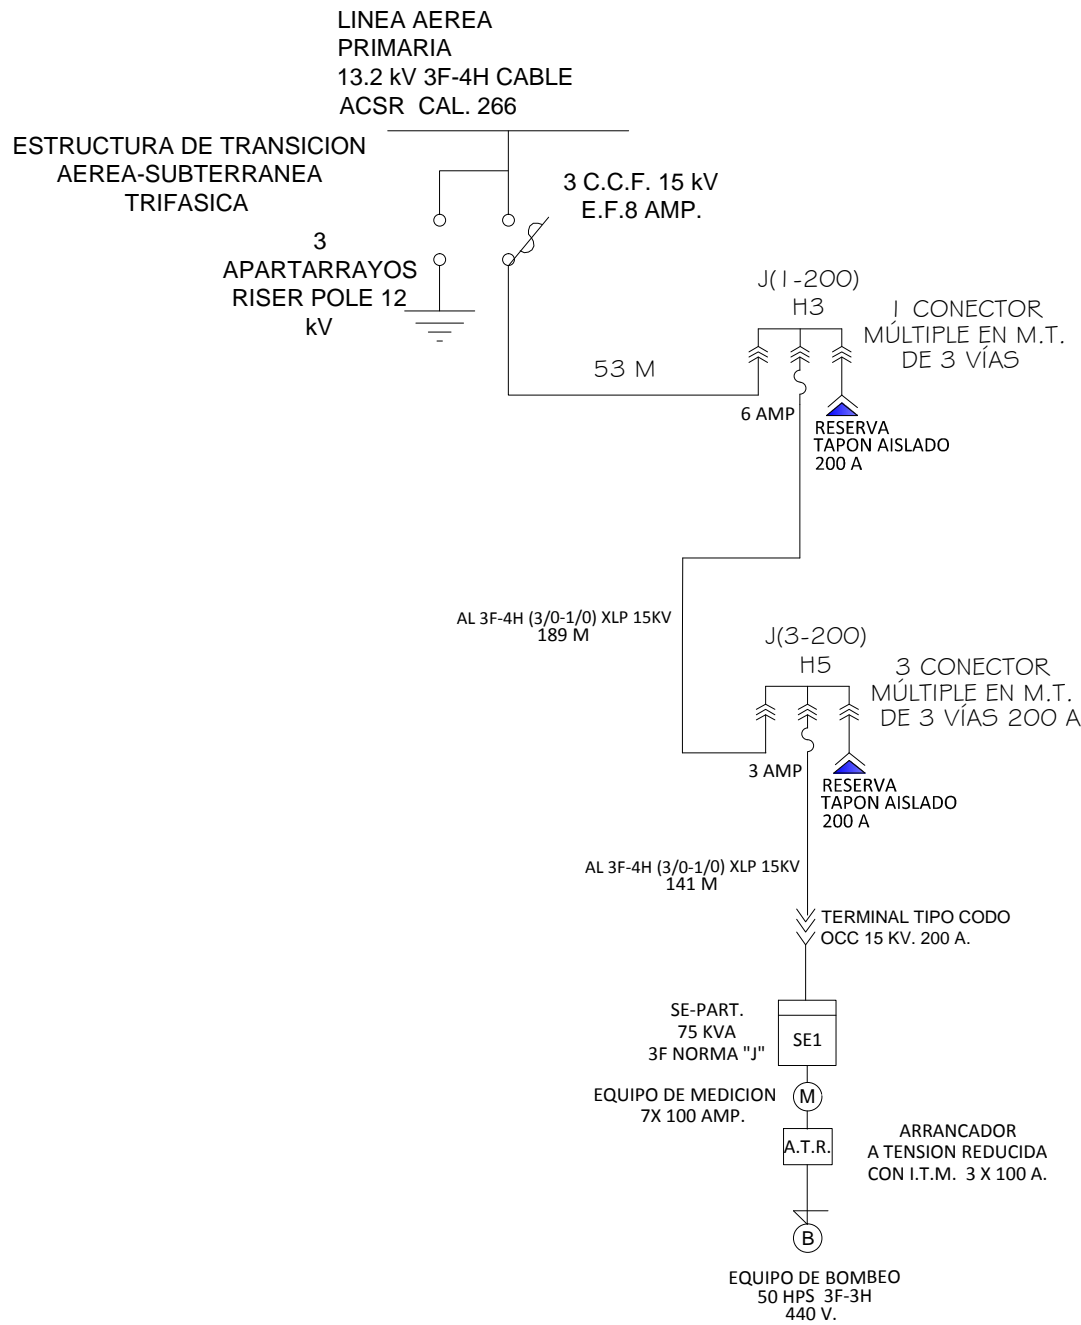 LINEA AEREA
PRIMARIA
13.2 kV 3F-4H CABLE
ACSR CAL. 266
ESTRUCTURA DE TRANSICION
AEREA-SUBTERRANEA
TRIFASICA
3 C.C.F. 15 kV
E.F.8 AMP.
3
APARTARRAYOS
RISER POLE 12
kV
J(1-200)
H3
1 CONECTOR
MÚLTIPLE EN M.T.
DE 3 VÍAS
53 M
6 AMP
RESERVA
TAPON AISLADO
200 A
AL 3F-4H (3/0-1/0) XLP 15KV
189 M
J(3-200)
H5
3 CONECTOR
MÚLTIPLE EN M.T.
DE 3 VÍAS 200 A
3 AMP
RESERVA
TAPON AISLADO
200 A
AL 3F-4H (3/0-1/0) XLP 15KV
141 M
TERMINAL TIPO CODO
OCC 15 KV. 200 A.
SE-PART.
75 KVA
3F NORMA "J"
SE1
EQUIPO DE MEDICION
7X 100 AMP.
M
A.T.R.
ARRANCADOR
A TENSION REDUCIDA
CON I.T.M. 3 X 100 A.
B
EQUIPO DE BOMBEO
50 HPS 3F-3H
440 V.